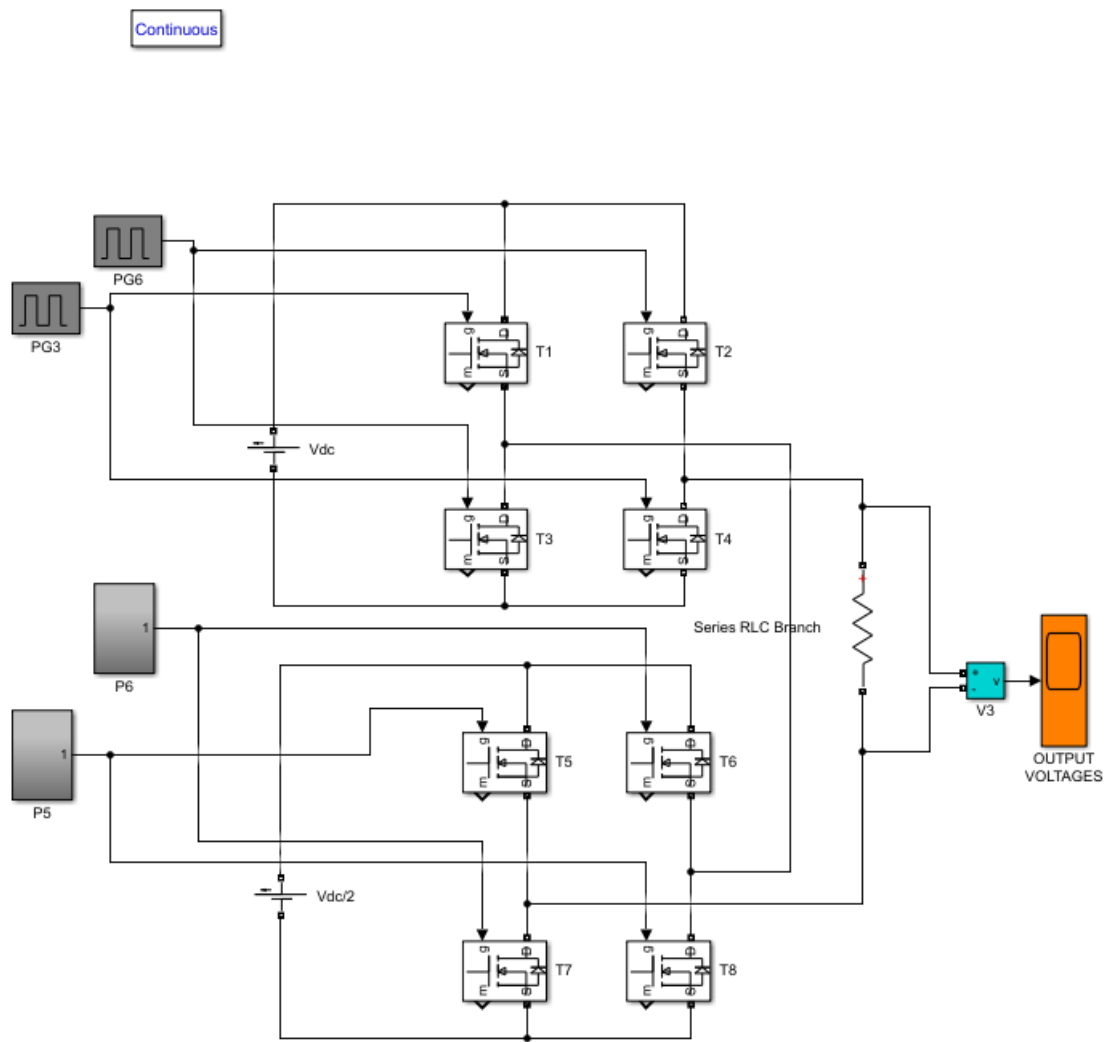 Continuous
PG6
PG3
g
D
m
S
T1
g
D
m
S
T2
Vdc
g
D
m
S
T3
g
D
m
S
T4
1
P6
Series RLC Branch
+
1
P5
g
D
m
S
T5
g
D
m
S
T6
+
-
v
V3
OUTPUT
VOLTAGES
Vdc/2
g
D
m
S
T7
g
D
m
S
T8